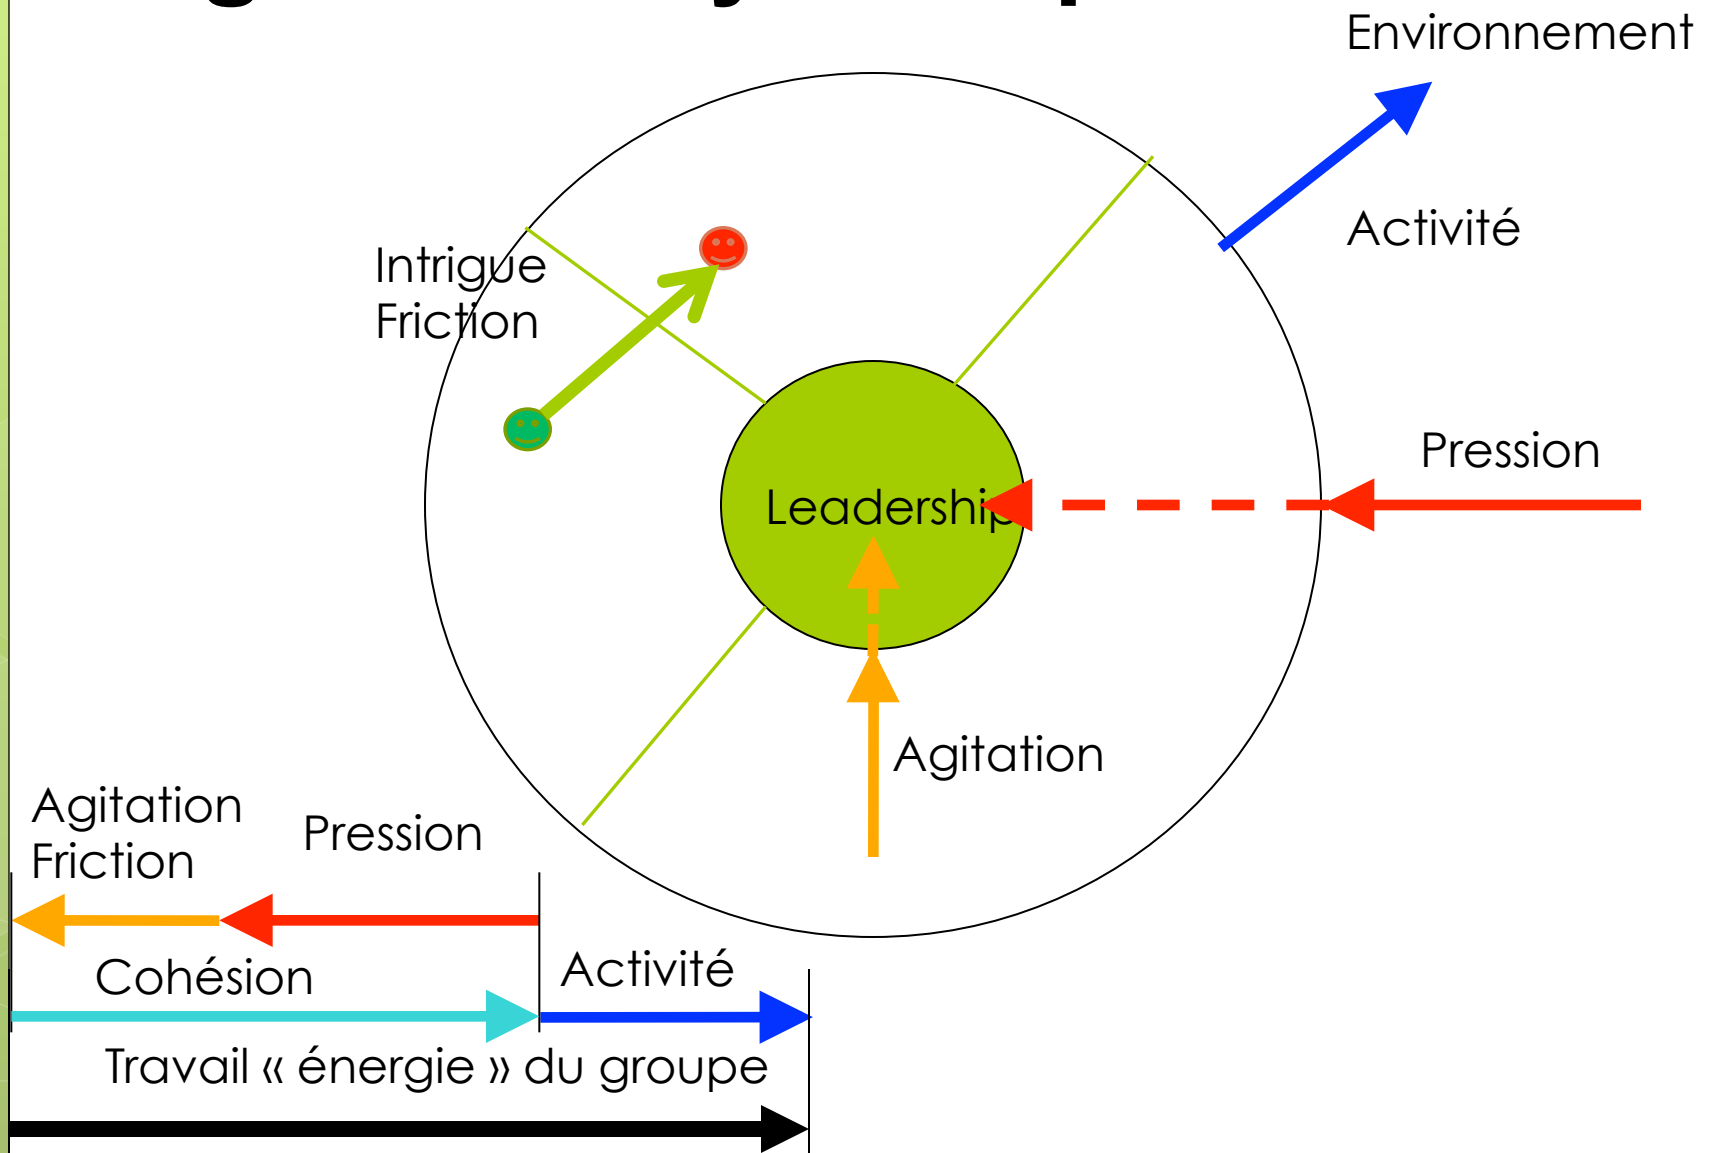 Environnement
Activité
Intrigue
Friction
Pression
Leadership
Agitation
Agitation
Friction
Pression
Cohésion
Activité
Travail « énergie » du groupe